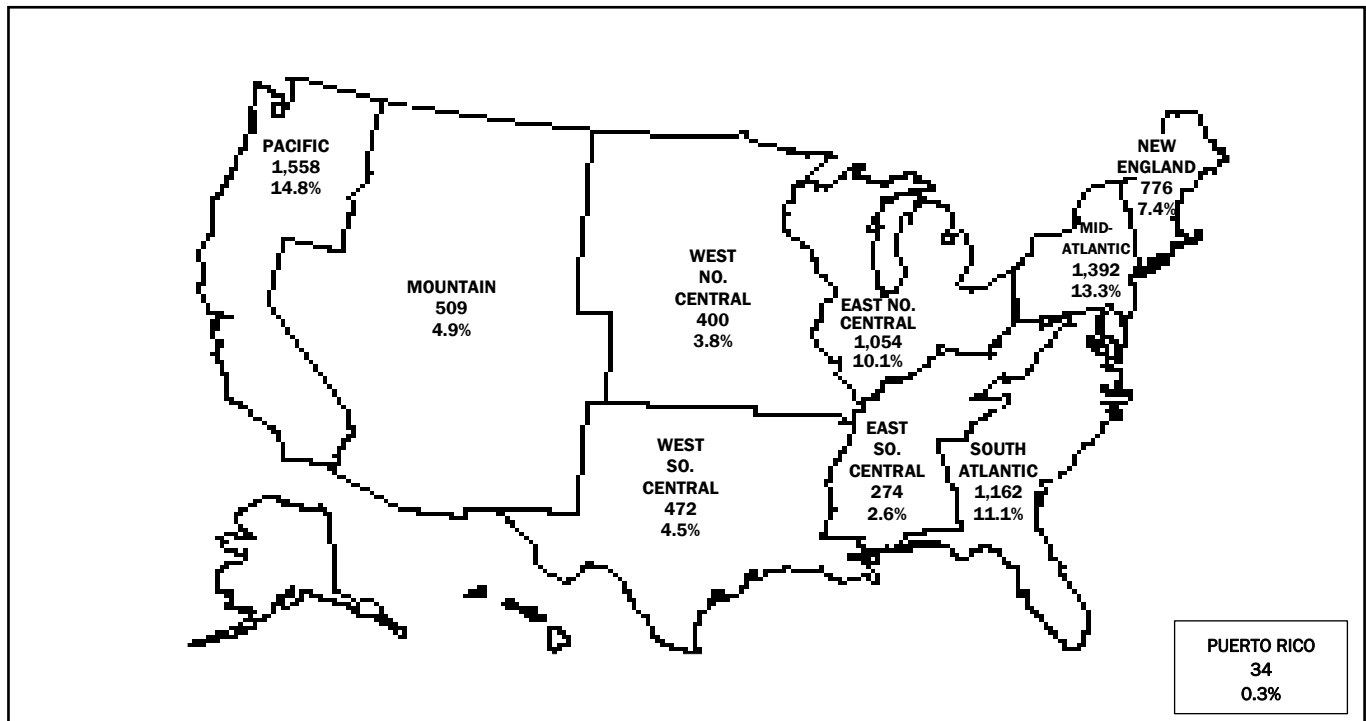 PACIFIC
1,558
14.8%
MOUNTAIN
509
4.9%
WEST
NO.
CENTRAL
400
3.8%
EAST NO.
CENTRAL
1,054
10.1%
NEW
ENGLAND
776
7.4%
MID-
ATLANTIC
1,392
13.3%
WEST
SO.
CENTRAL
472
4.5%
EAST
SO.
CENTRAL
274
2.6%
SOUTH
ATLANTIC
1,162
11.1%
PUERTO RICO
34
0.3%